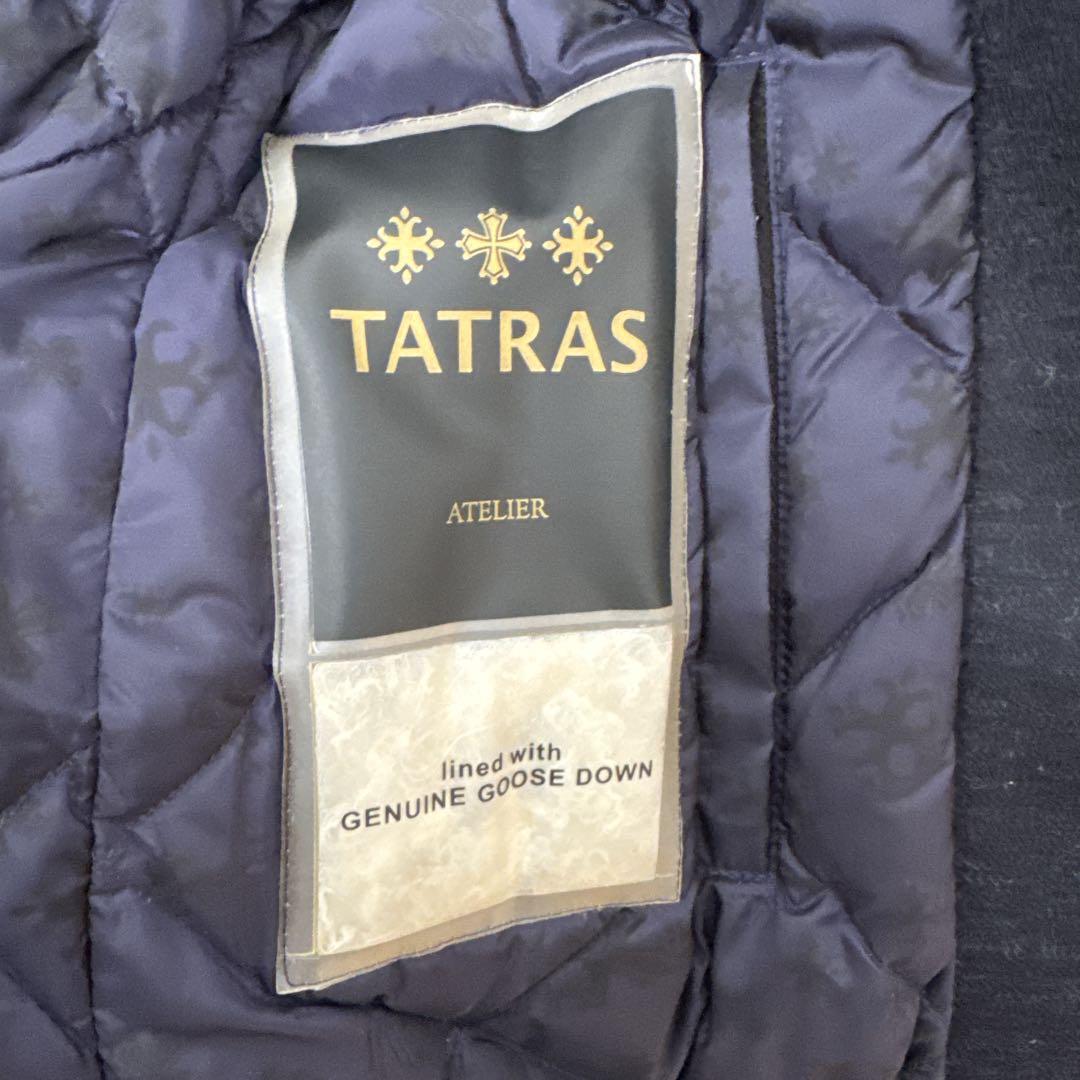 TATRAS
ATELIER
lined with
GENUINE GOOSE DOWN